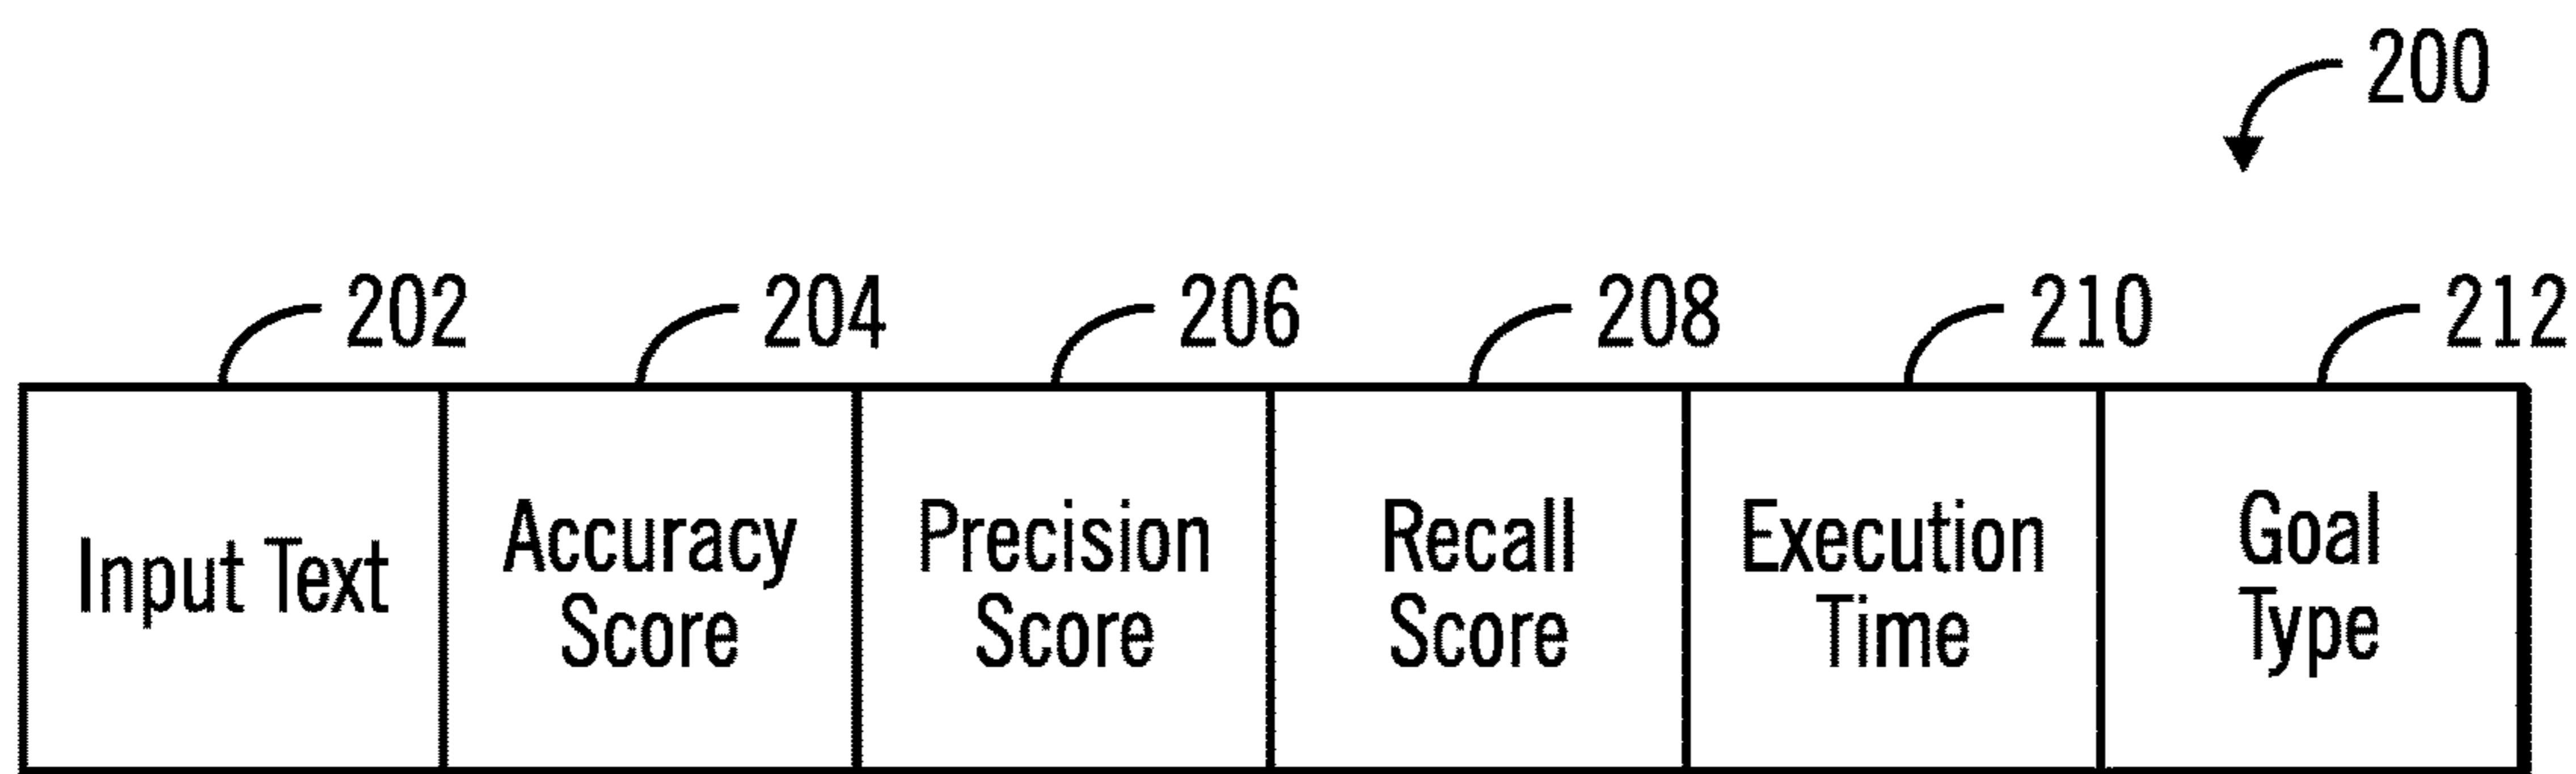 200
202 204 206 208 210 212
Input Text
Accuracy
Score
Precision
Score
Recall
Score
Execution
Time
Goal
Type